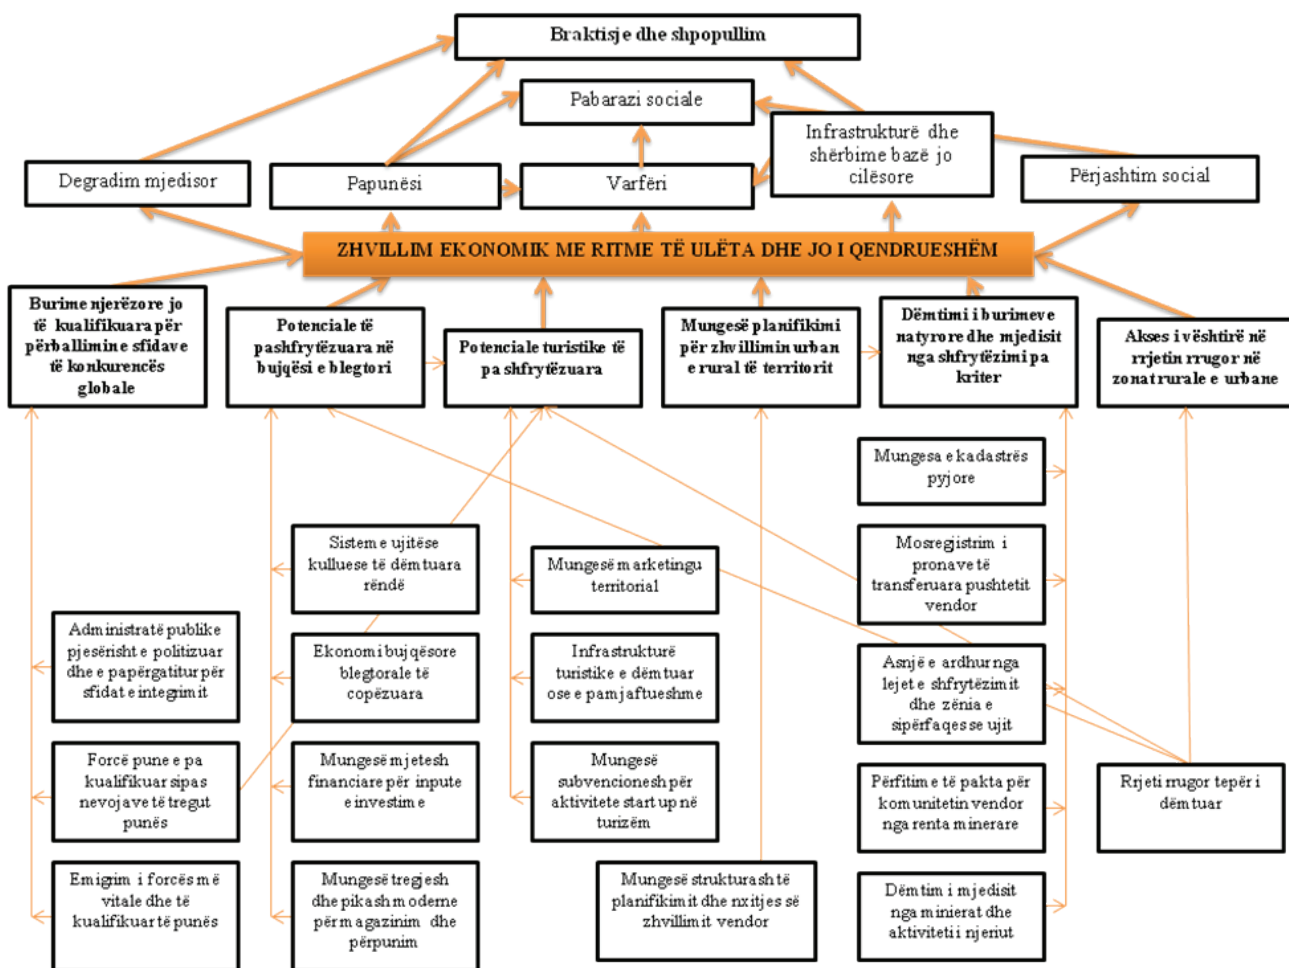 Braktisje dhe shpopullim
Pabarazi sociale
Infrastrukturë dhe
shërbime bazë jo
cilësore
Degradim mjedisor
Papunësi
Varfëri
Përjashtim social
ZHVILLIM EKONOMIK ME RITME TË ULËTA DHE JO I QENDRUESHËM
Burime njerëzore jo
të kualifikuara për
përballimin e sfidave
të konkurencës
globale
Potenciale të
pashfrytëzuara në
bujqësi e blegtori
Potenciale turistike të
pa shfrytëzuara
Mungesë planifikimi
për zhvillimin urban
e rural të territorit
Dëmtimi i burimeve
natyrore dhe mjedisit
nga shfrytëzimi pa
kriter
Akses i vështirë në
rrjetin rrugor në
zonat rurale e urbane
Mungesa e kadastrës
pyjore
Sisteme ujitëse
kulluese të dëmtuara
rëndë
Mungesë marketingu
territorial
Mosregjistrim i
pronave të
transferuara pushtetit
vendor
Administratë publike
pjesërisht e politizuar
dhe e papërgatitur për
sfidat e integrimit
Ekonomi bujqësore
blegtorale të
copëzuara
Infrastrukturë
turistike e dëmtuar
ose e pamjaftueshme
Asnjë e ardhur nga
lejet e shfrytëzimit
dhe zënia e
sipërfaqes se ujit
Forcë pune e pa
kualifikuar sipas
nevojave të tregut
punës
Mungesë mjetesh
financiare për inpute
e investime
Mungesë
subvencionesh për
aktivitete start up në
turizëm
Përfitime të pakta për
komunitetin vendor
nga renta minerare
Rrjeti rrugor tepër i
dëmtuar
Emigrim i forcës më
vitale dhe të
kualifikuar të punës
Mungesë tregjesh
dhe pikash moderne
për magazinim dhe
përpunim
Mungesë strukturash të
planifikimit dhe nxitjes së
zhvillimit vendor
Dëmtim i mjedisit
nga minierat dhe
aktiviteti i njeriut